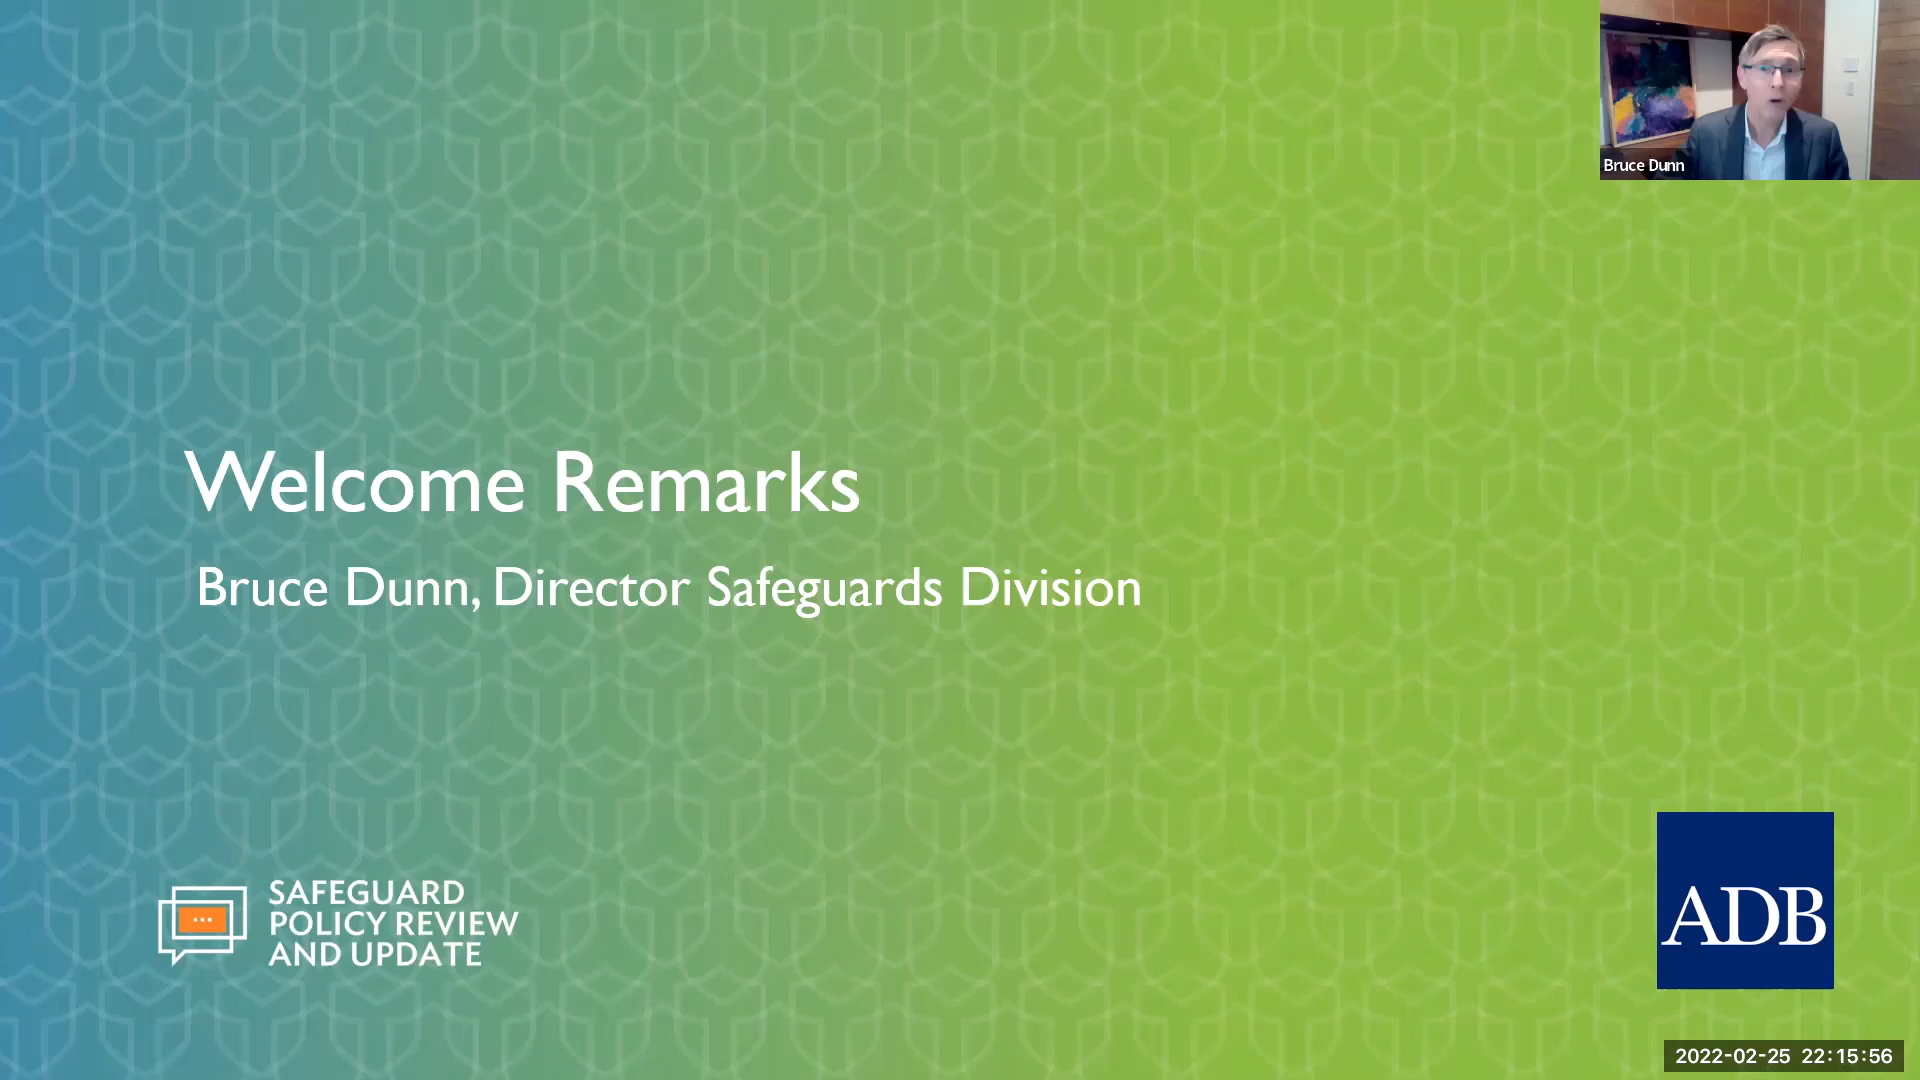 Bruce Dunn
Welcome Remarks
Bruce Dunn, Director Safeguards Division
SAFEGUARD
POLICY REVIEW
AND UPDATE
ADB
2022-02-25 22:15:56